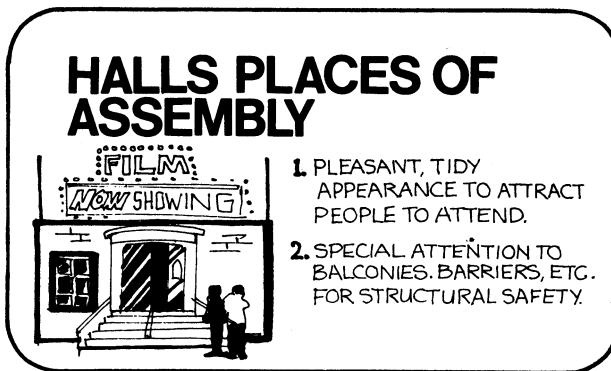 HALLS PLACES OF
ASSEMBLY
FILM
NOW SHOWING
1. PLEASANT, TIDY
APPEARANCE TO ATTRACT
PEOPLE TO ATTEND.
2. SPECIAL ATTENTION TO
BALCONIES. BARRIERS, ETC.
FOR STRUCTURAL SAFETY.